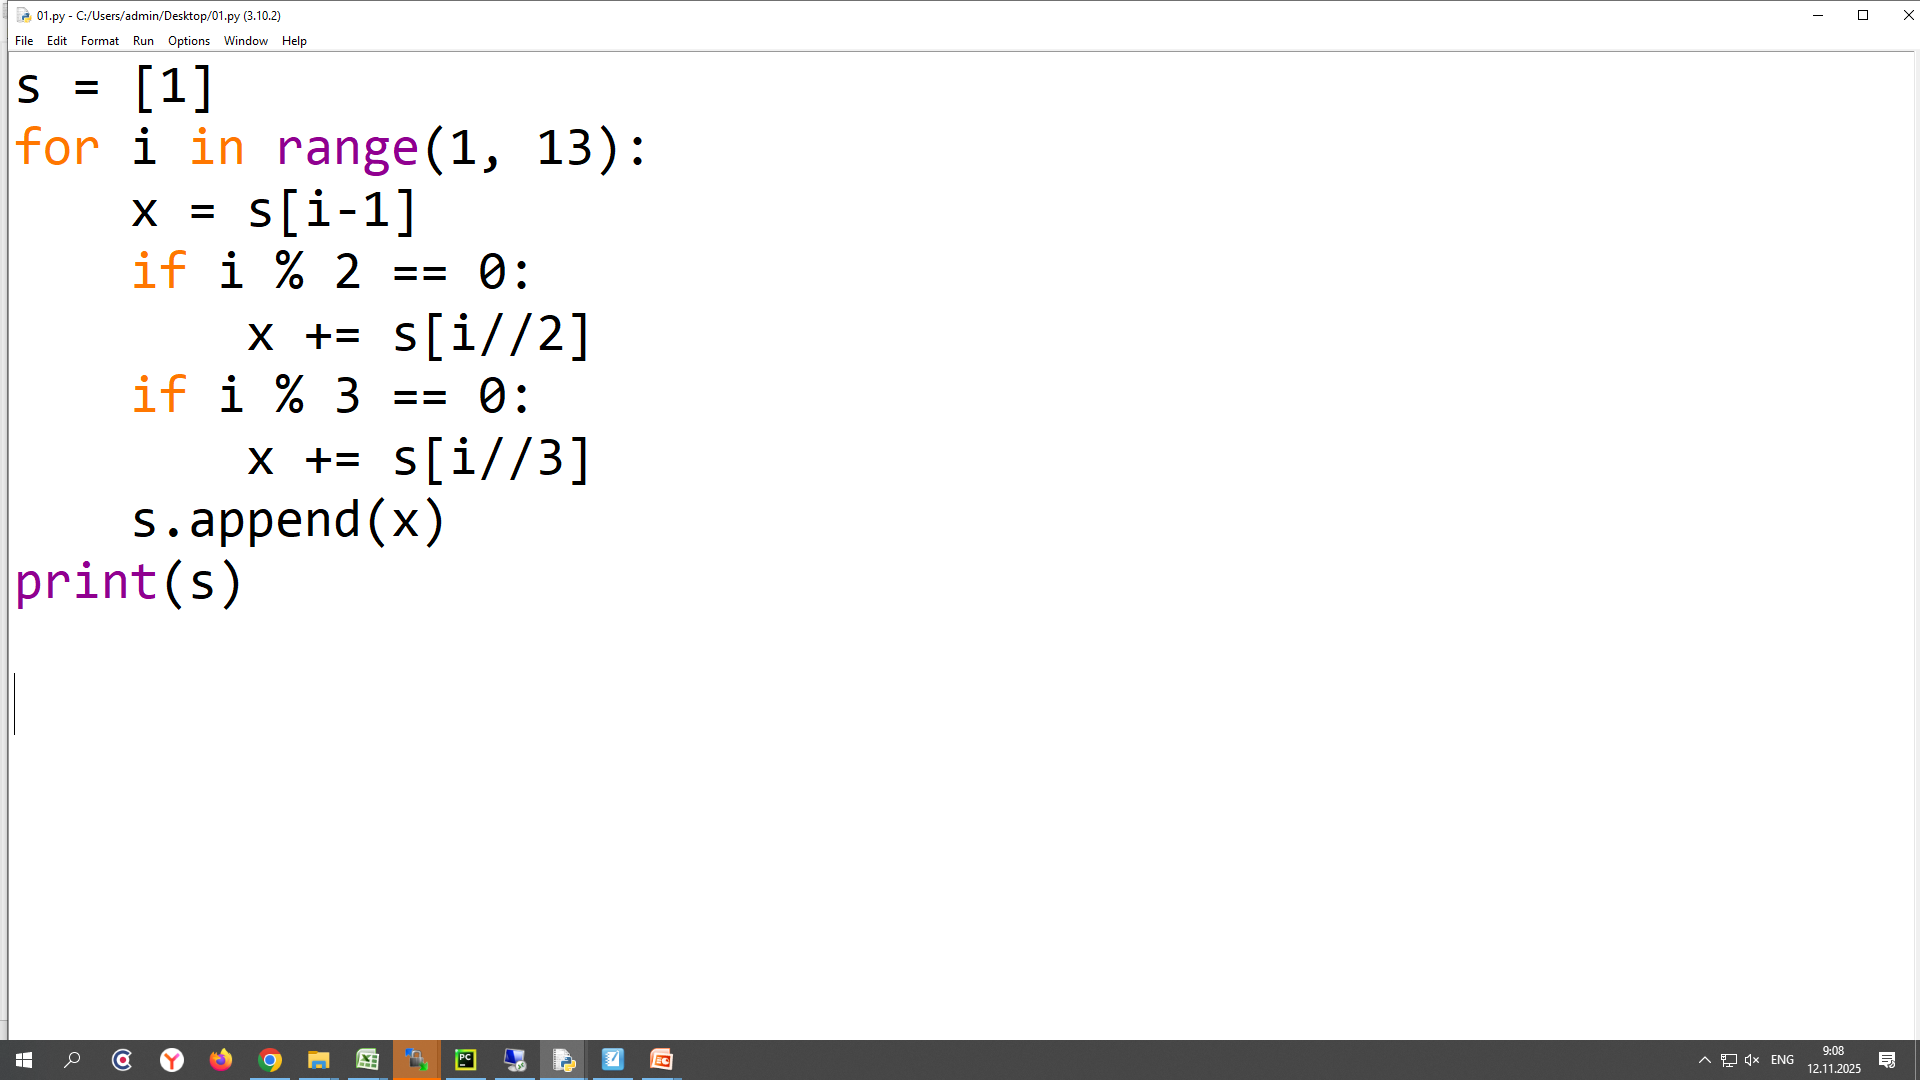 01.py - C:/Users/admin/Desktop/01.py (3.10.2)
File Edit Format Run Options Window Help
s = [1]
for i in range(1, 13):
    x = s[i-1]
    if i % 2 == 0:
        x += s[i//2]
    if i % 3 == 0:
        x += s[i//3]
    s.append(x)
print(s)
PC
ENG
9:08
12.11.2025